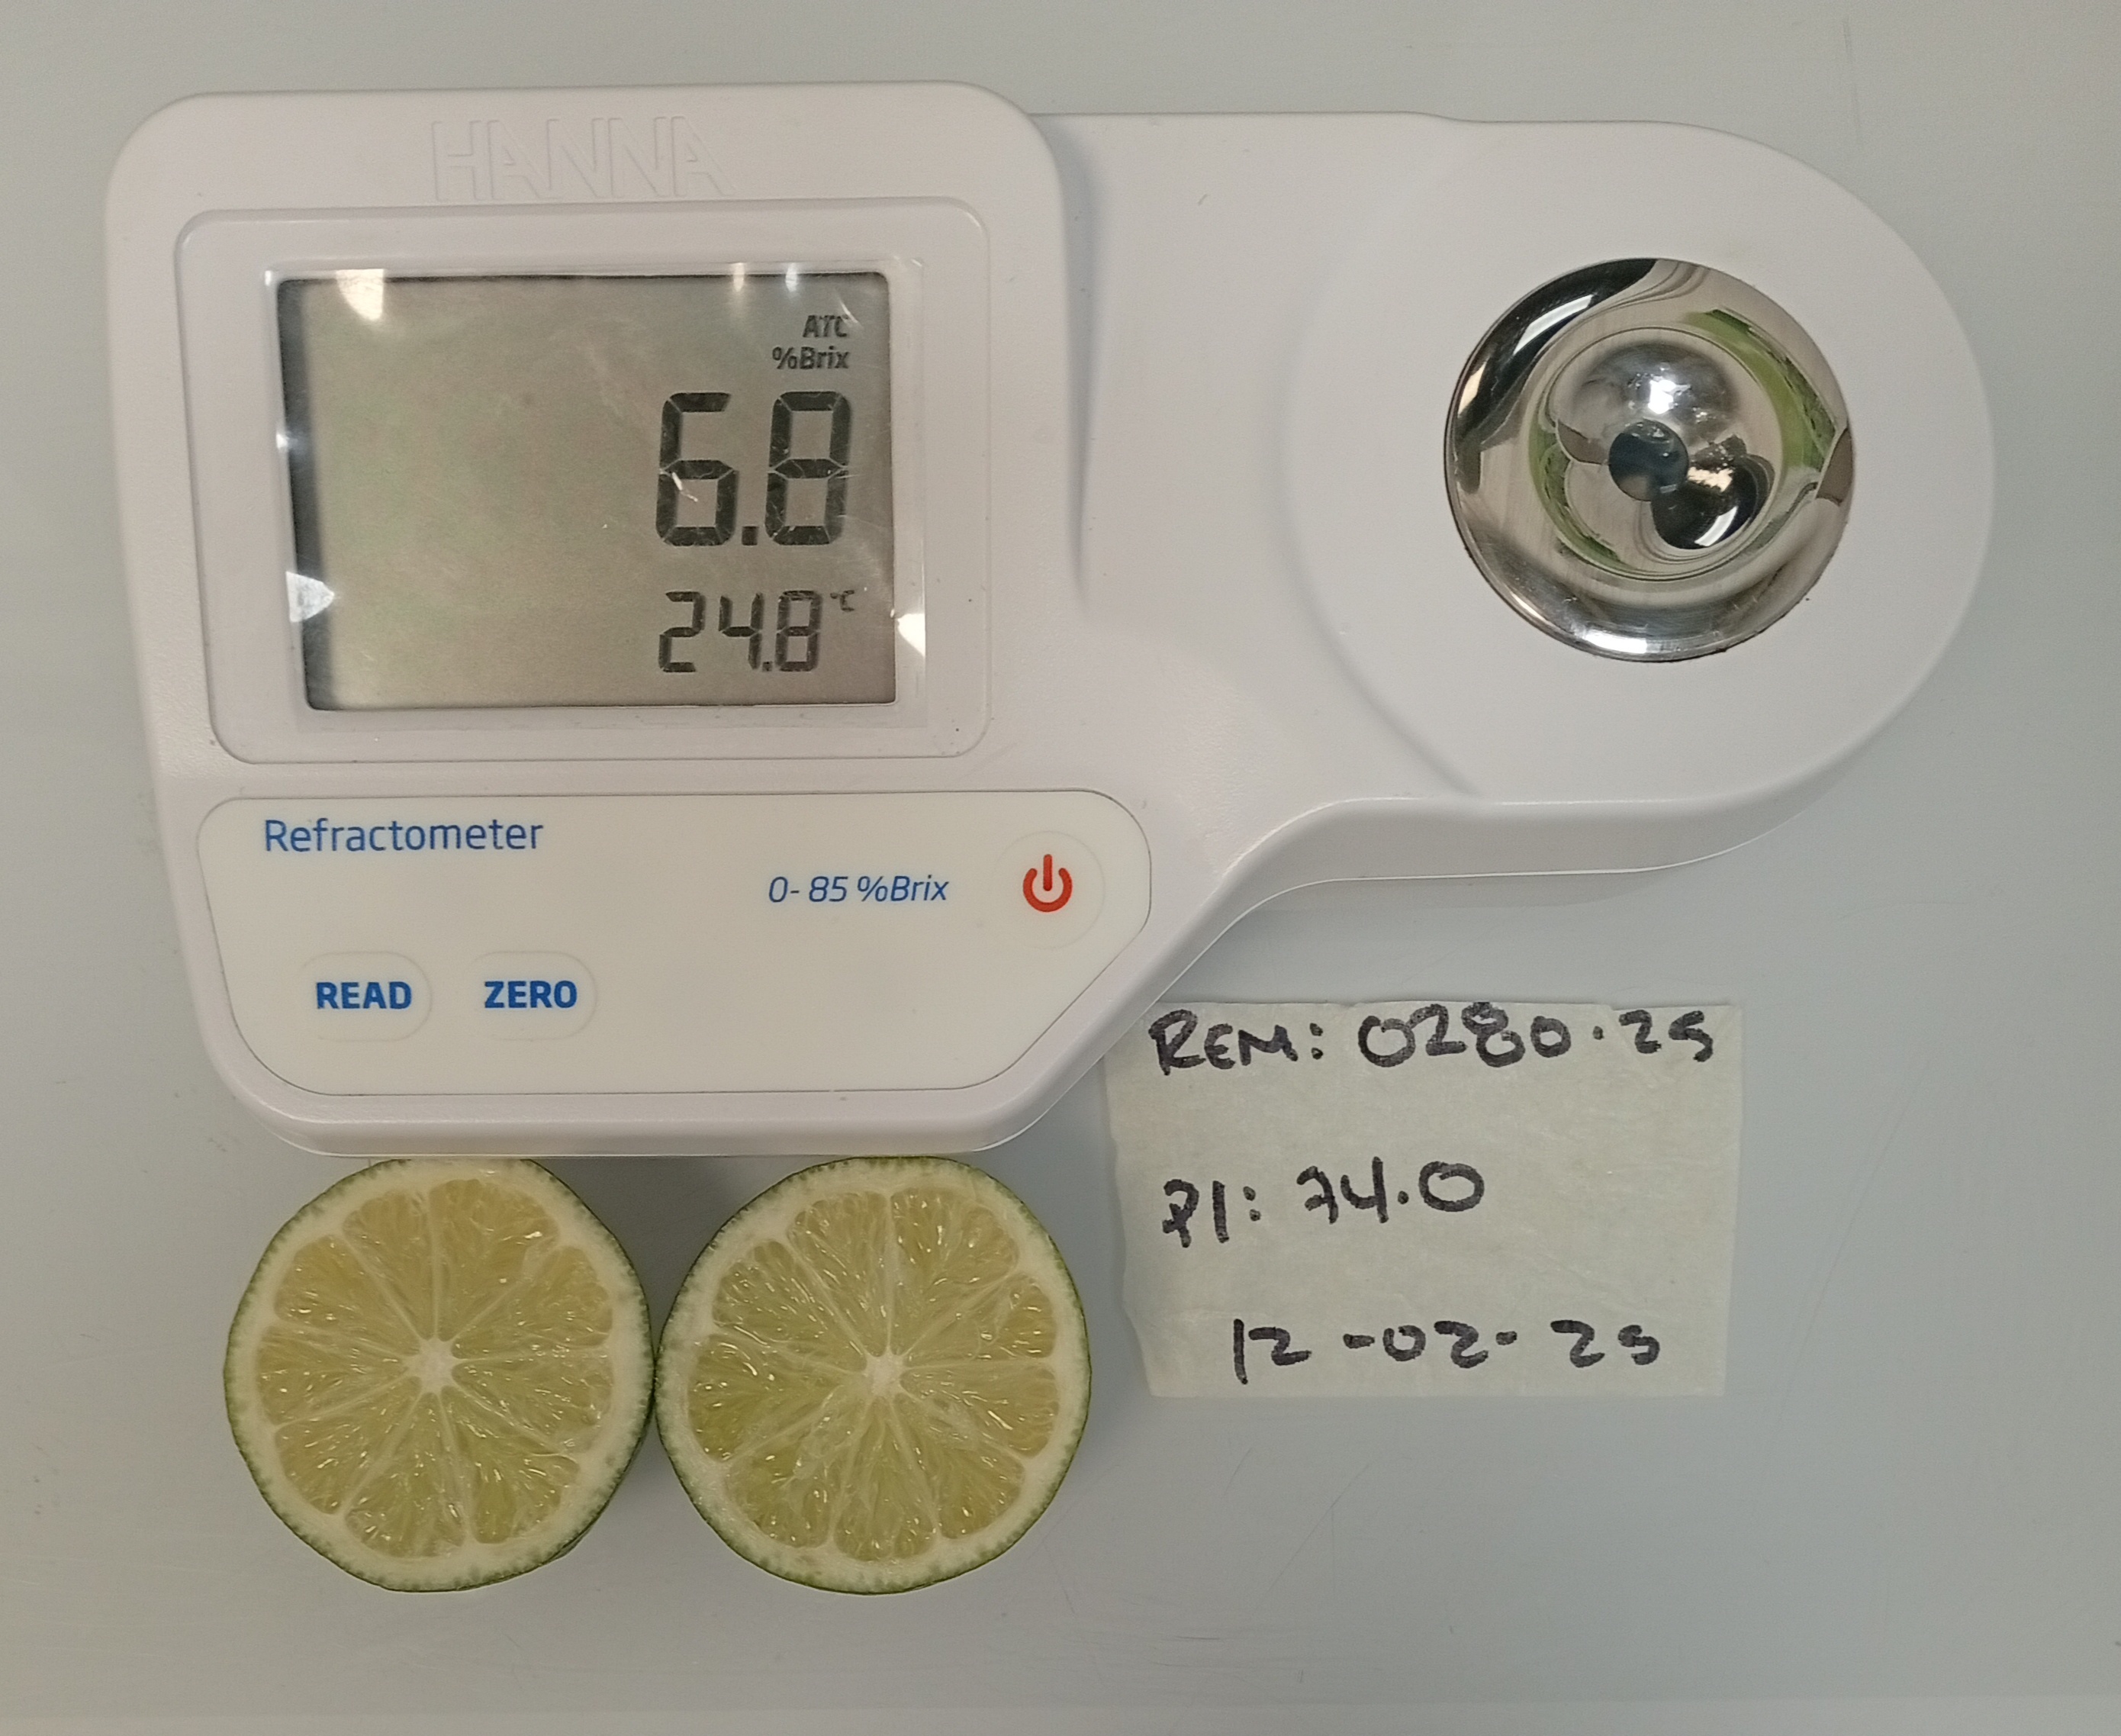 HANNA
ATC
%Brix
6.8
24.8°C
Refractometer
0- 85 %Brix
READ ZERO
REM: 0280.25
P1: 74.0
12-02-25